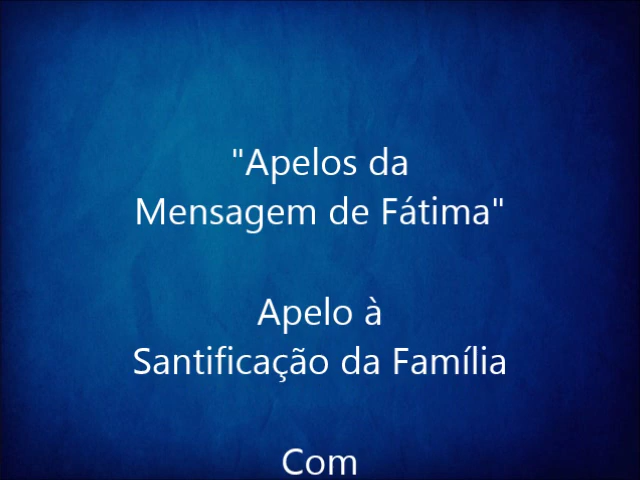 "Apelos da
Mensagem de Fátima"
Apelo à
Santificação da Família
Com